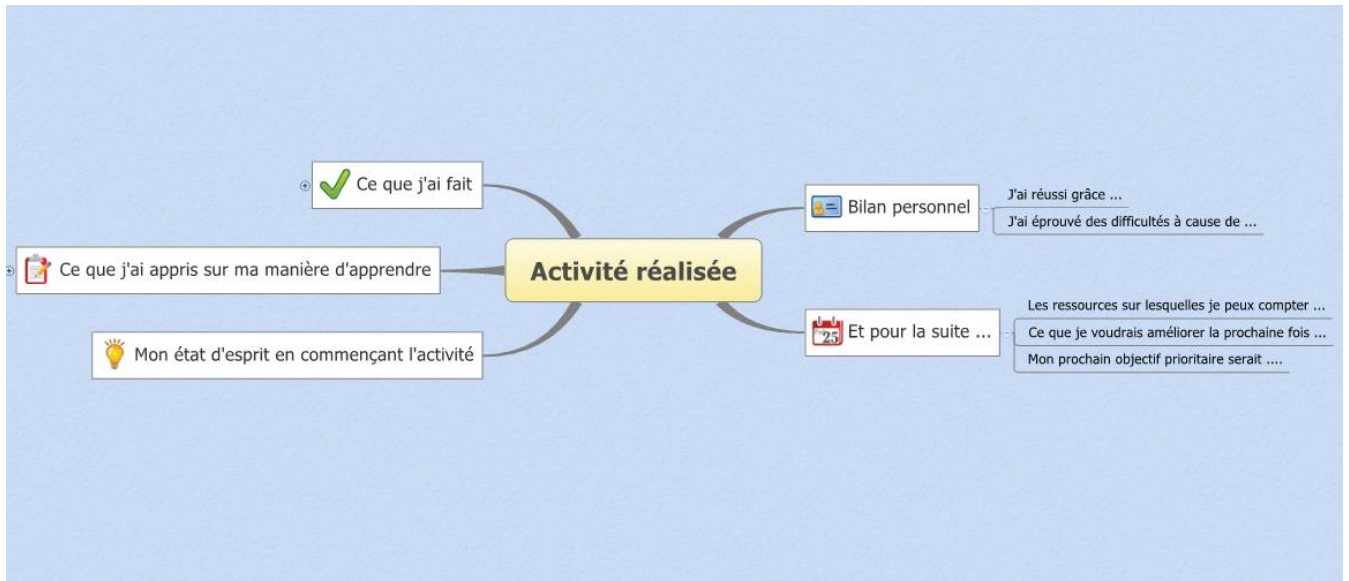 Ce que j'ai fait
Ce que j'ai appris sur ma manière d'apprendre
Mon état d'esprit en commençant l'activité
Activité réalisée
Bilan personnel
J'ai réussi grâce ...
J'ai éprouvé des difficultés à cause de ...
25
Et pour la suite ...
Les ressources sur lesquelles je peux compter ...
Ce que je voudrais améliorer la prochaine fois ...
Mon prochain objectif prioritaire serait ....